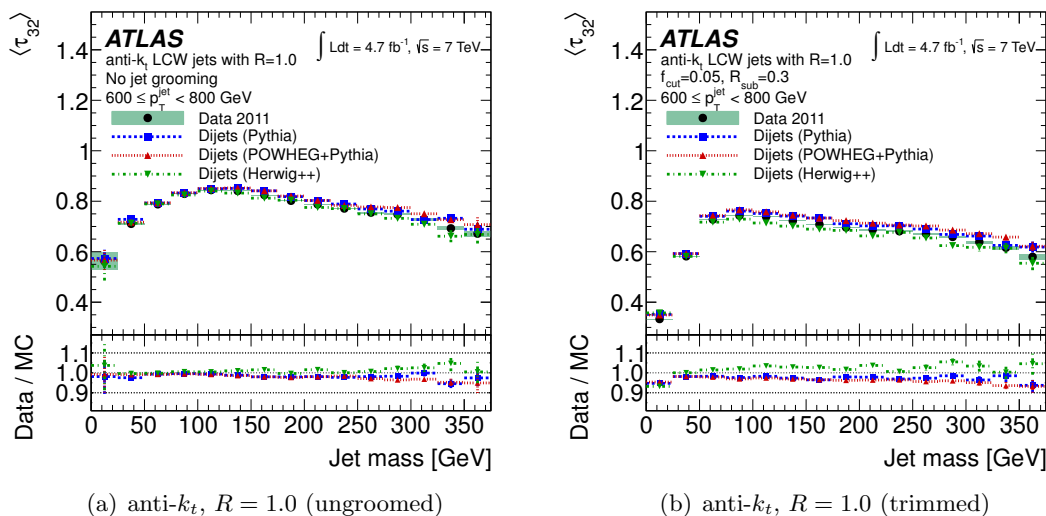 ⟨τ32⟩
ATLAS
∫ Ldt = 4.7 fb-1, √s = 7 TeV
anti-kt LCW jets with R=1.0
No jet grooming
600 ≤ pTjet < 800 GeV
Data 2011
Dijets (Pythia)
Dijets (POWHEG+Pythia)
Dijets (Herwig++)
1.4
1.2
1
0.8
0.6
0.4
Data / MC
1.1
1.0
0.9
0 50 100 150 200 250 300 350
Jet mass [GeV]
(a) anti-kt, R = 1.0 (ungroomed)
⟨τ32⟩
ATLAS
∫ Ldt = 4.7 fb-1, √s = 7 TeV
anti-kt LCW jets with R=1.0
fcut=0.05, Rsub=0.3
600 ≤ pTjet < 800 GeV
Data 2011
Dijets (Pythia)
Dijets (POWHEG+Pythia)
Dijets (Herwig++)
1.4
1.2
1
0.8
0.6
0.4
Data / MC
1.1
1.0
0.9
0 50 100 150 200 250 300 350
Jet mass [GeV]
(b) anti-kt, R = 1.0 (trimmed)